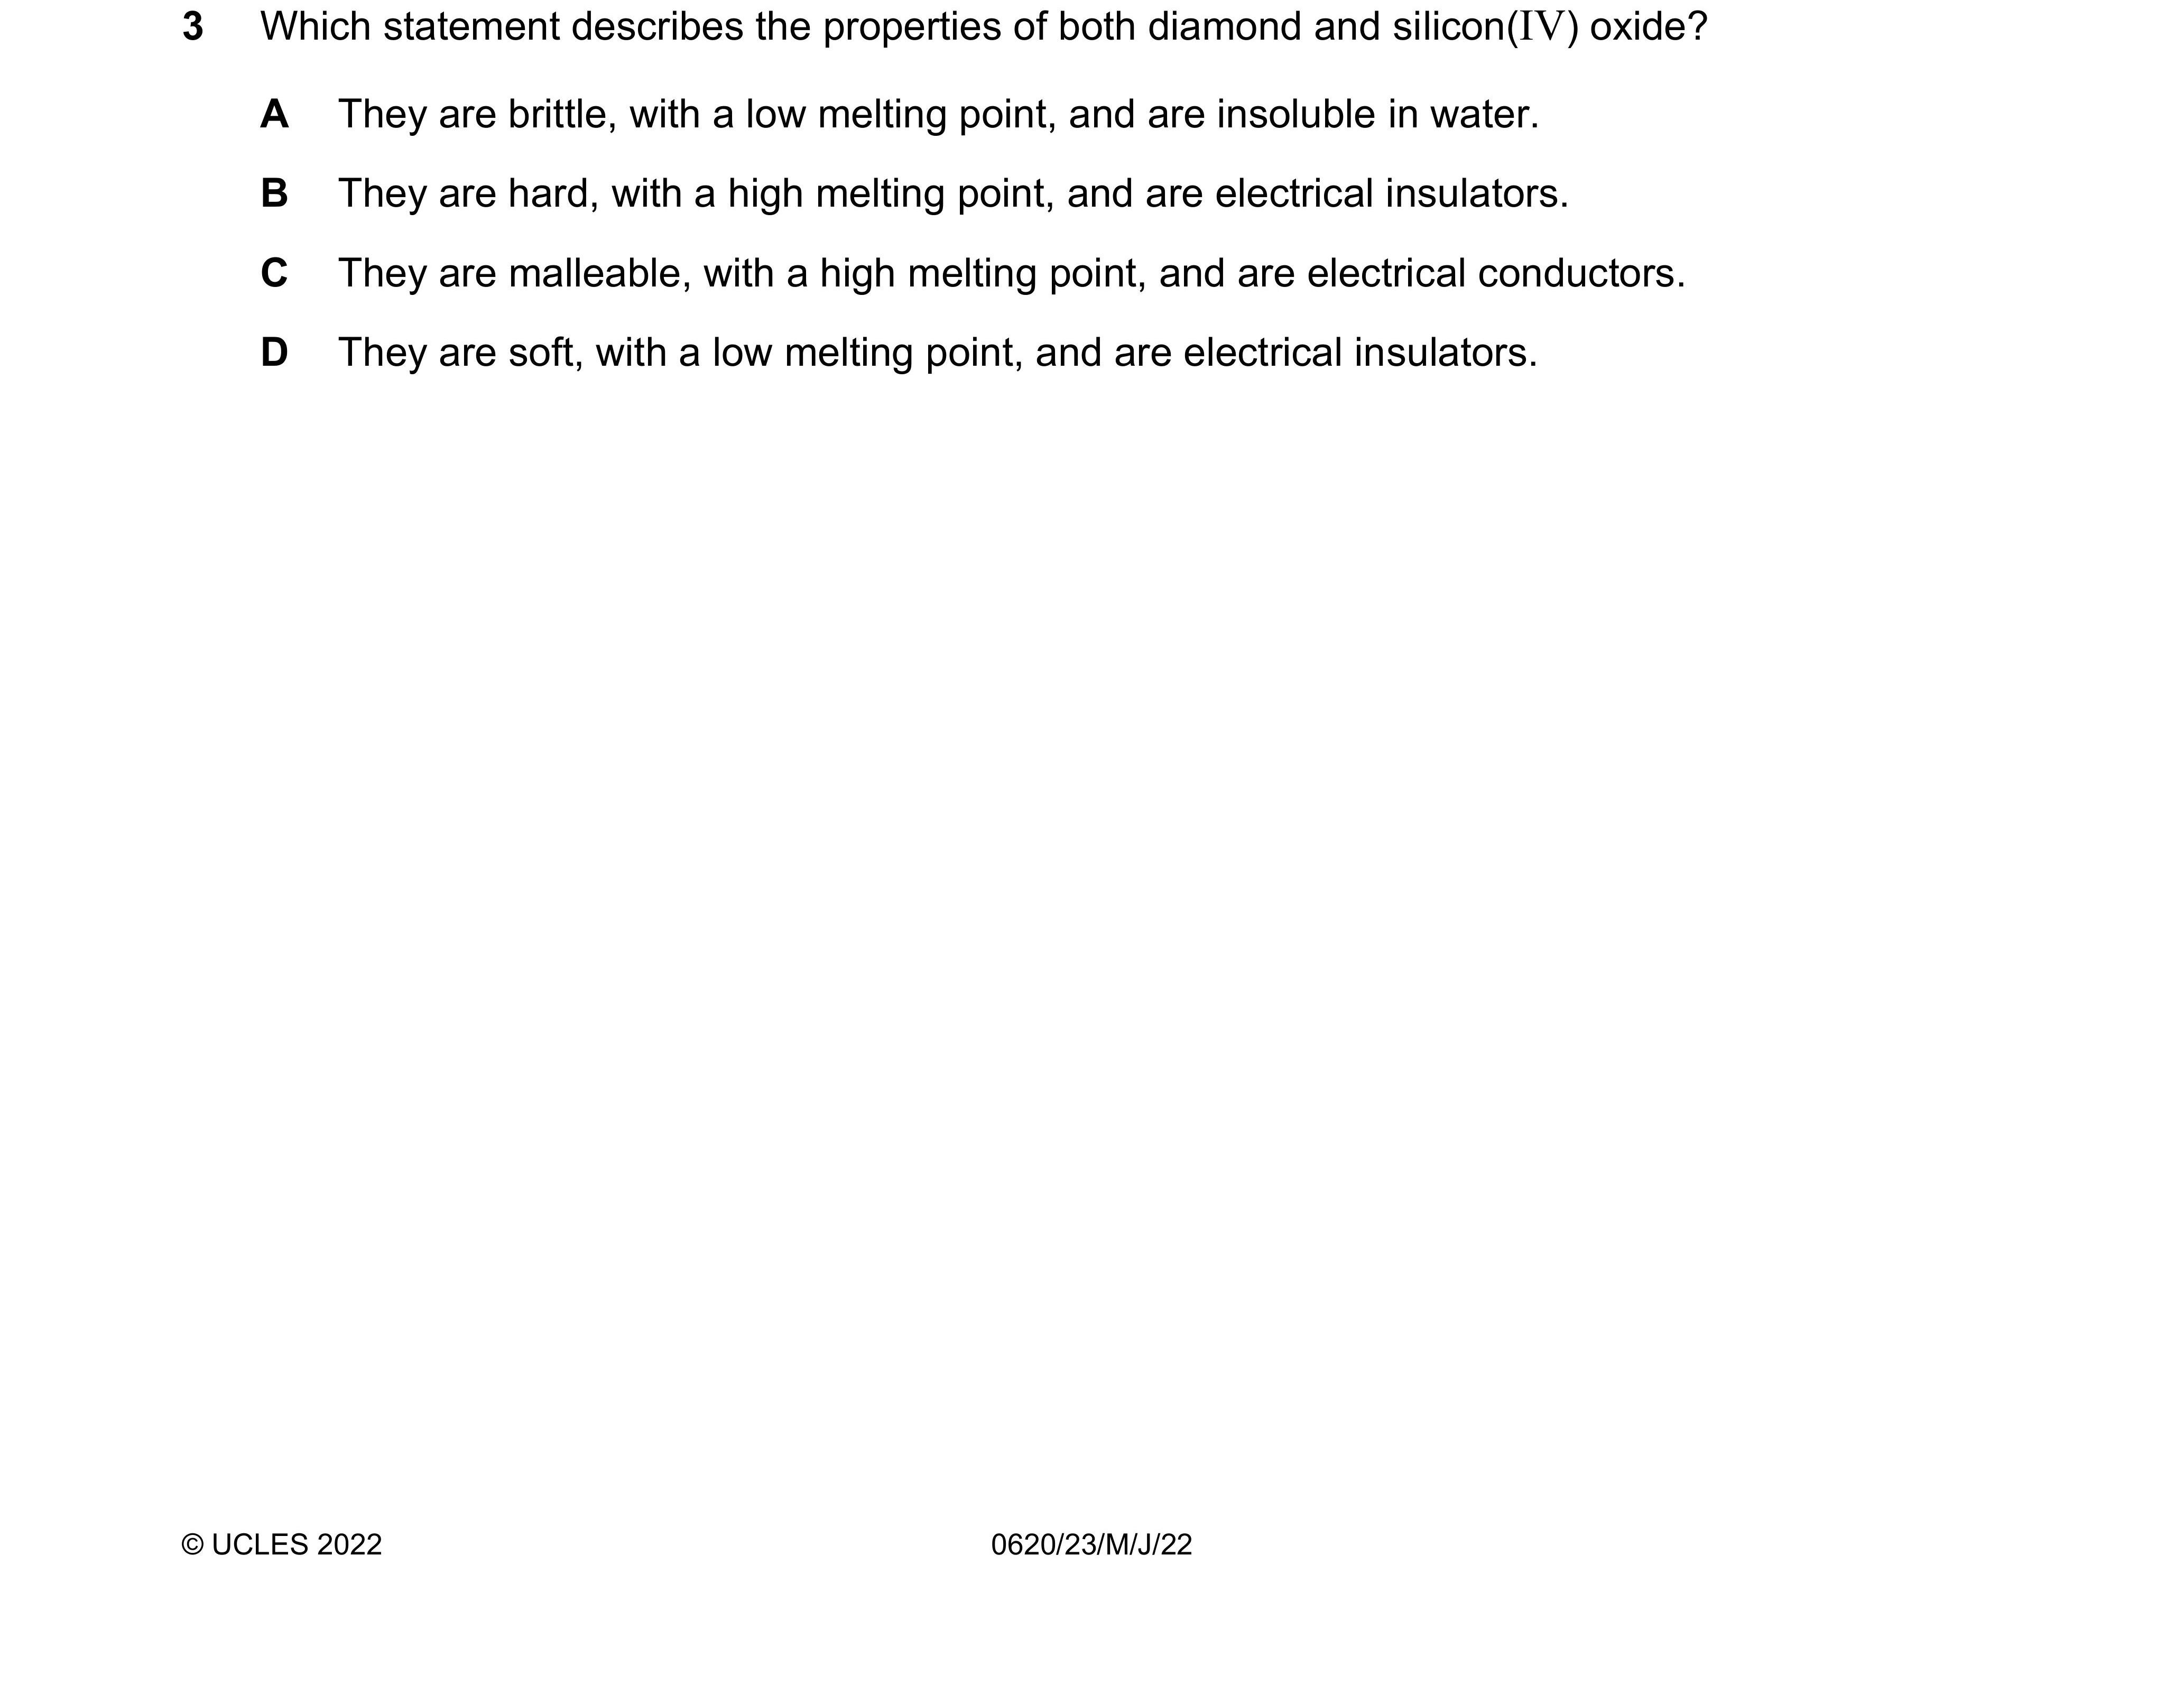 3 Which statement describes the properties of both diamond and silicon(IV) oxide?
A They are brittle, with a low melting point, and are insoluble in water.
B They are hard, with a high melting point, and are electrical insulators.
C They are malleable, with a high melting point, and are electrical conductors.
D They are soft, with a low melting point, and are electrical insulators.
© UCLES 2022 0620/23/M/J/22